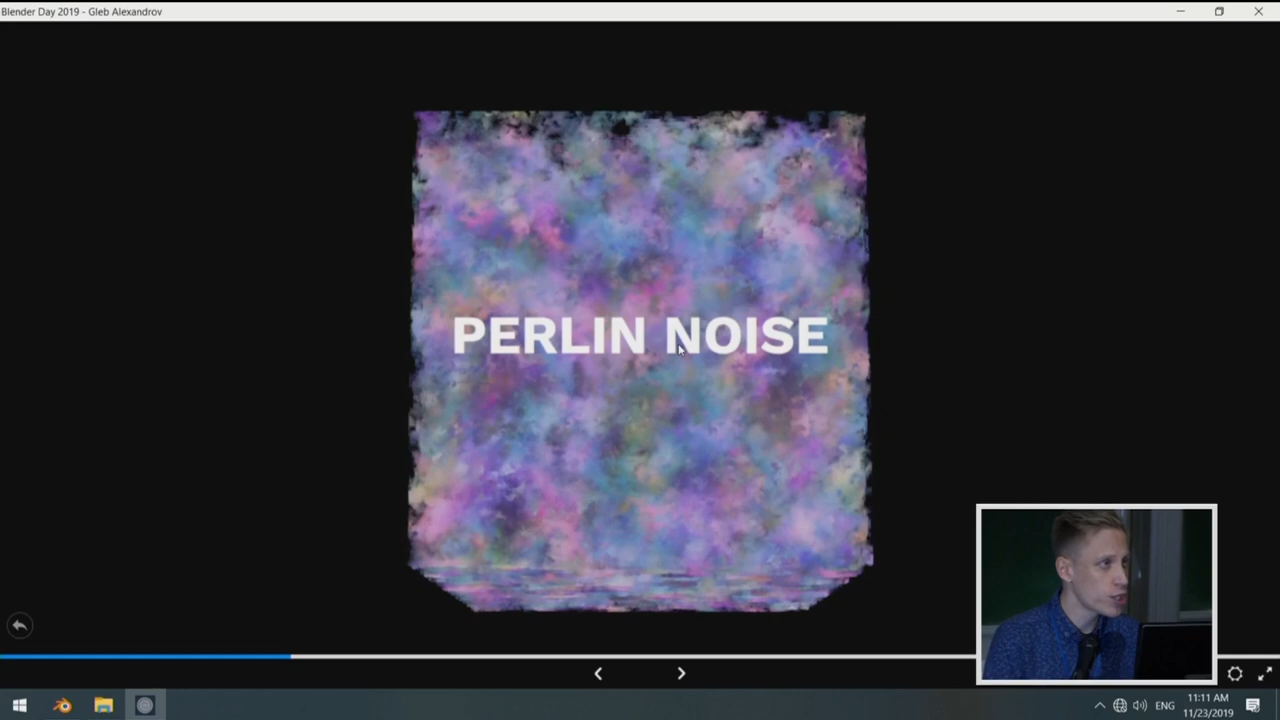 Blender Day 2019 - Gleb Alexandrov
PERLIN NOISE
ENG
11:11 AM
11/23/2019